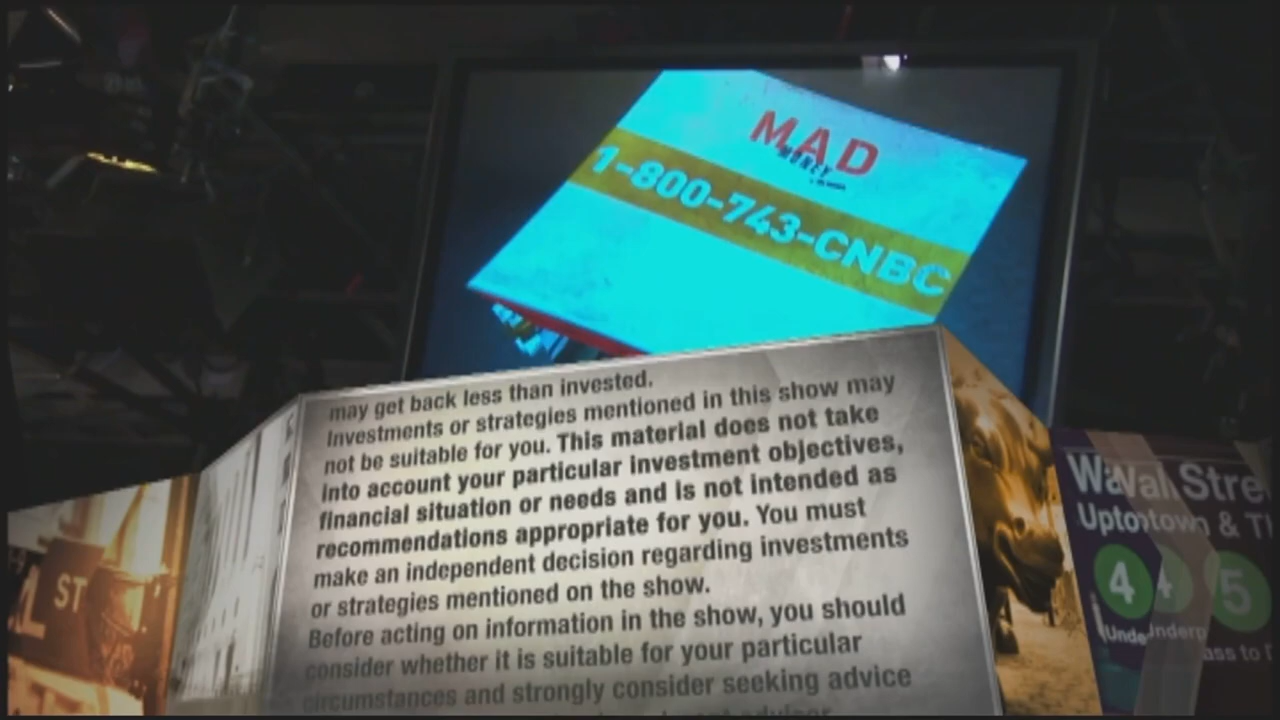 MAD
MONEY
1-800-743-CNBC
may get back less than invested.
Investments or strategies mentioned in this show may
not be suitable for you. This material does not take
into account your particular investment objectives,
financial situation or needs and is not intended as
recommendations appropriate for you. You must
make an independent decision regarding investments
or strategies mentioned on the show.
Before acting on information in the show, you should
consider whether it is suitable for your particular
circumstances and strongly consider seeking advice
ST
Wall Stre
Uptown & T
4 4 5